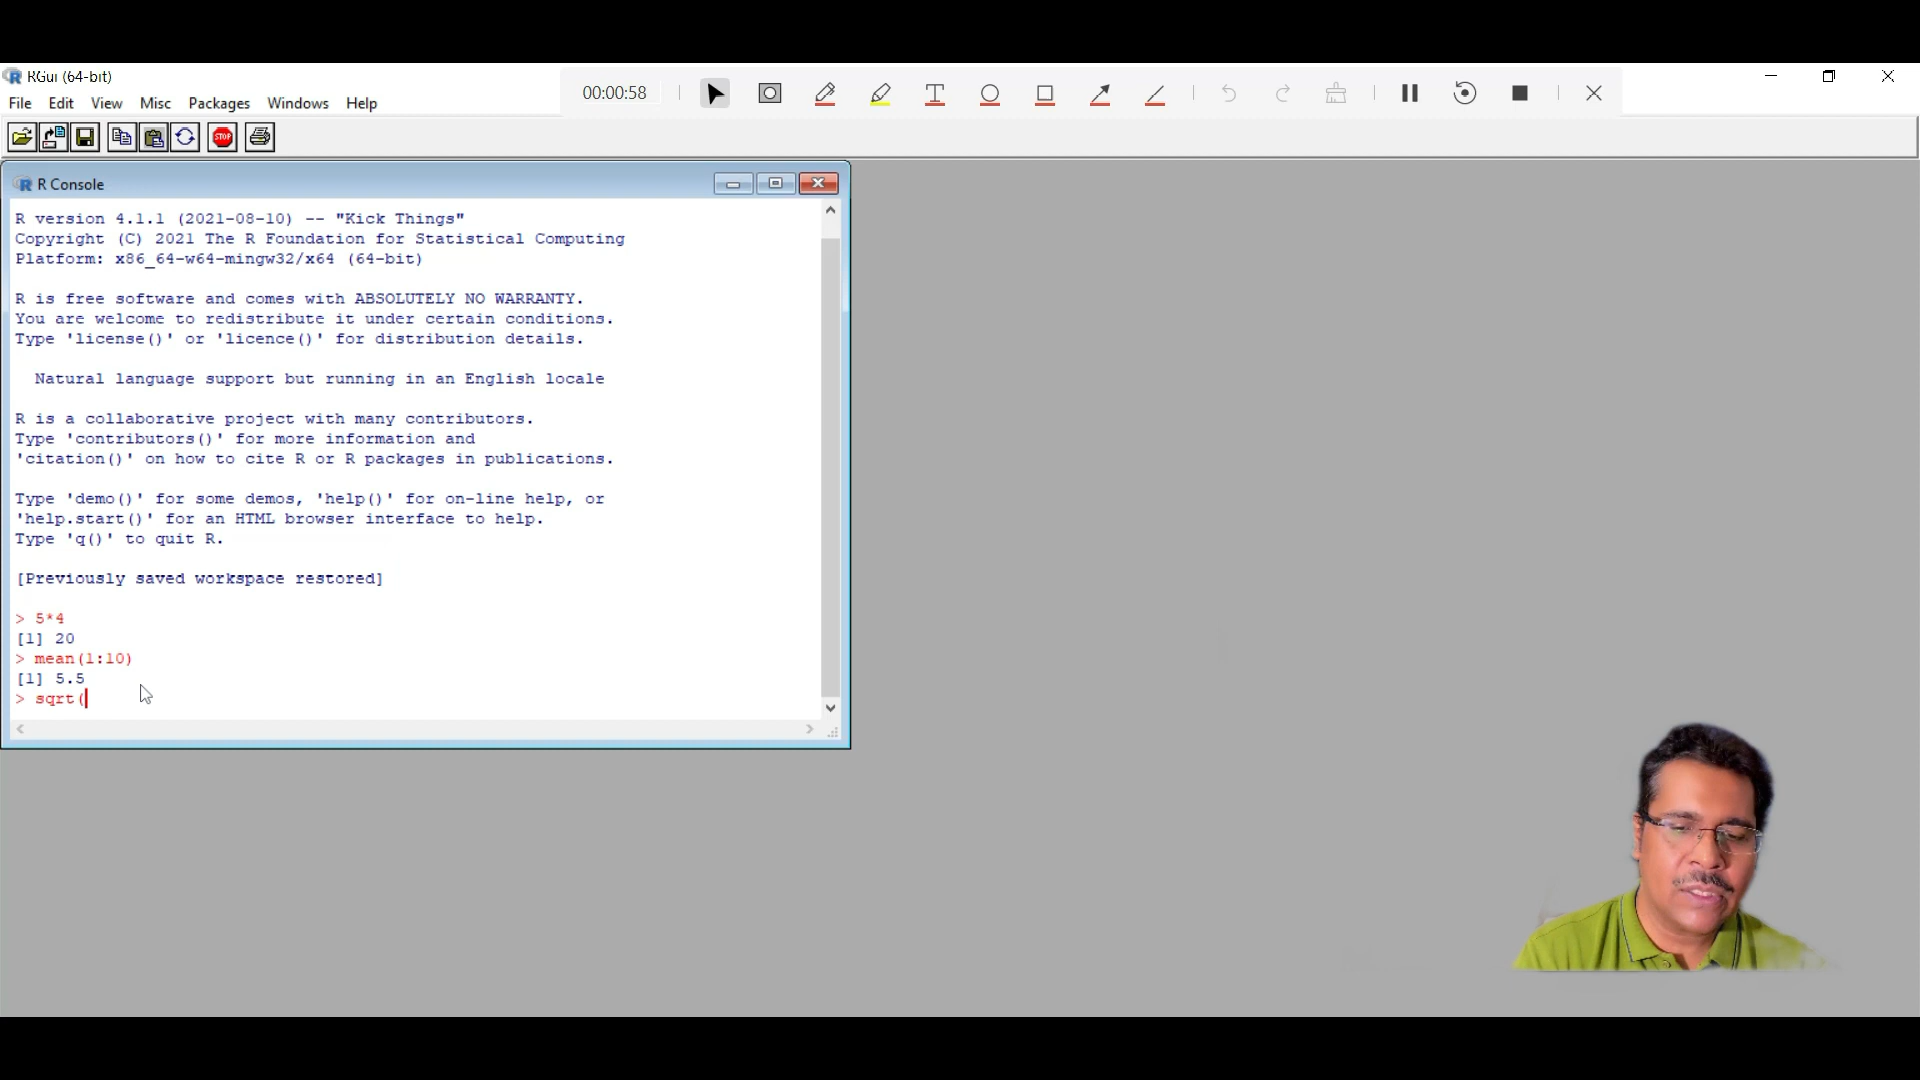 RGui (64-bit)
00:00:58
File Edit View Misc Packages Windows Help
STOP
R Console
R version 4.1.1 (2021-08-10) -- "Kick Things"
Copyright (C) 2021 The R Foundation for Statistical Computing
Platform: x86_64-w64-mingw32/x64 (64-bit)
R is free software and comes with ABSOLUTELY NO WARRANTY.
You are welcome to redistribute it under certain conditions.
Type 'license()' or 'licence()' for distribution details.
Natural language support but running in an English locale
R is a collaborative project with many contributors.
Type 'contributors()' for more information and
'citation()' on how to cite R or R packages in publications.
Type 'demo()' for some demos, 'help()' for on-line help, or
'help.start()' for an HTML browser interface to help.
Type 'q()' to quit R.
[Previously saved workspace restored]
> 5*4
[1] 20
> mean(1:10)
[1] 5.5
> sqrt(